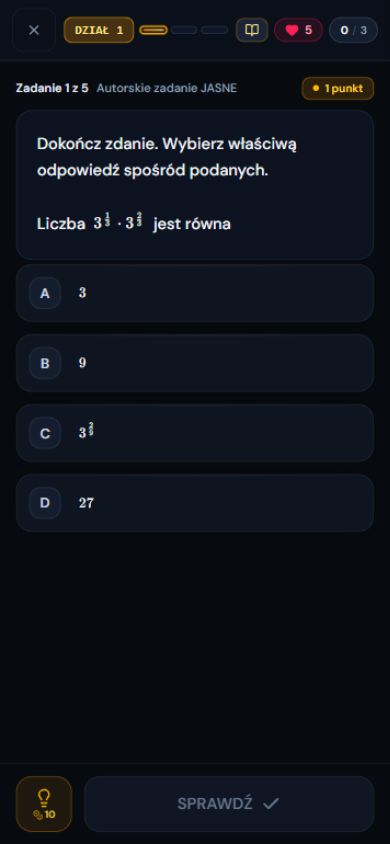 DZIAŁ 1
5
0 / 3
Zadanie 1 z 5 Autorskie zadanie JASNE
1 punkt
Dokończ zdanie. Wybierz właściwą
odpowiedź spośród podanych.
Liczba 3^{1/3} · 3^{2/3} jest równa
A 3
B 9
C 3^{2/9}
D 27
10
SPRAWDŹ